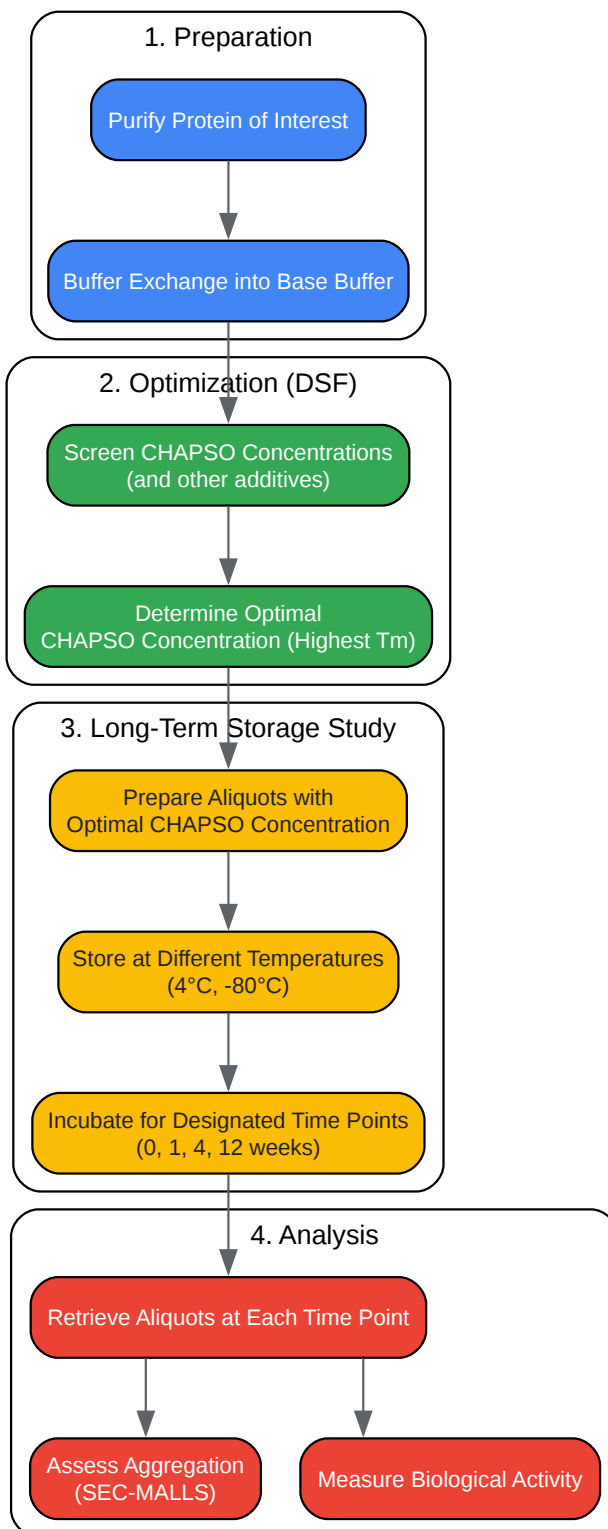 1. Preparation
Purify Protein of Interest
Buffer Exchange into Base Buffer
2. Optimization (DSF)
Screen CHAPSO Concentrations
(and other additives)
Determine Optimal
CHAPSO Concentration (Highest Tm)
3. Long-Term Storage Study
Prepare Aliquots with
Optimal CHAPSO Concentration
Store at Different Temperatures
(4°C, -80°C)
Incubate for Designated Time Points
(0, 1, 4, 12 weeks)
4. Analysis
Retrieve Aliquots at Each Time Point
Assess Aggregation
(SEC-MALLS)
Measure Biological Activity